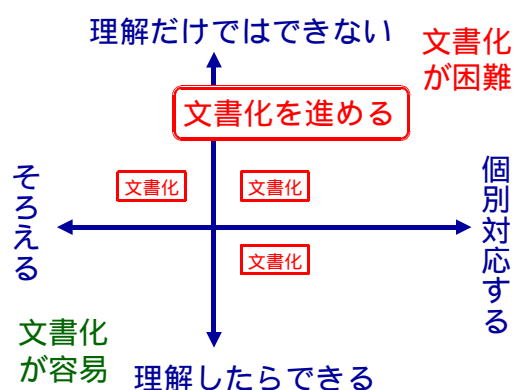 理解だけではできない
文書化
が困難
文書化を進める
そろえる
文書化
文書化
個別対応する
文書化
文書化
が容易
理解したらできる